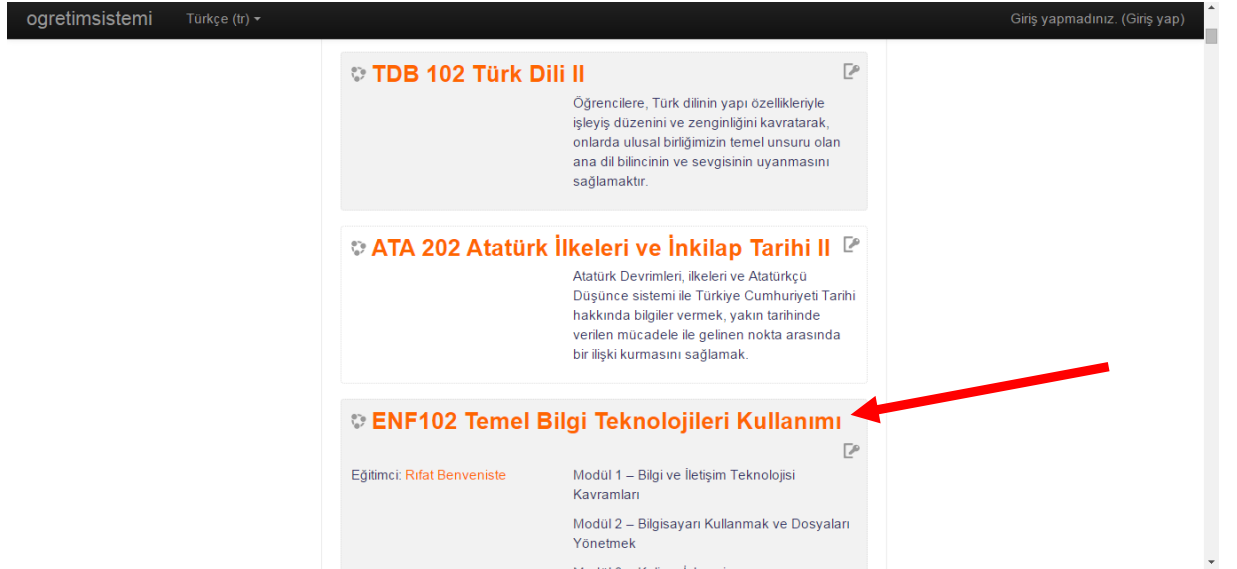 ogretimsistemi Türkçe (tr) Giriş yapmadınız. (Giriş yap)
TDB 102 Türk Dili II
Öğrencilere, Türk dilinin yapı özellikleriyle
işleyiş düzenini ve zenginliğini kavratarak,
onlarda ulusal birliğimizin temel unsuru olan
ana dil bilincinin ve sevgisinin uyanmasını
sağlamaktır.
ATA 202 Atatürk İlkeleri ve İnkilap Tarihi II
Atatürk Devrimleri, ilkeleri ve Atatürkçü
Düşünce sistemi ile Türkiye Cumhuriyeti Tarihi
hakkında bilgiler vermek, yakın tarihinde
verilen mücadele ile gelinen nokta arasında
bir ilişki kurmasını sağlamak.
ENF102 Temel Bilgi Teknolojileri Kullanımı
Eğitimci: Rıfat Benveniste
Modül 1 – Bilgi ve İletişim Teknolojisi
Kavramları
Modül 2 – Bilgisayarı Kullanmak ve Dosyaları
Yönetmek